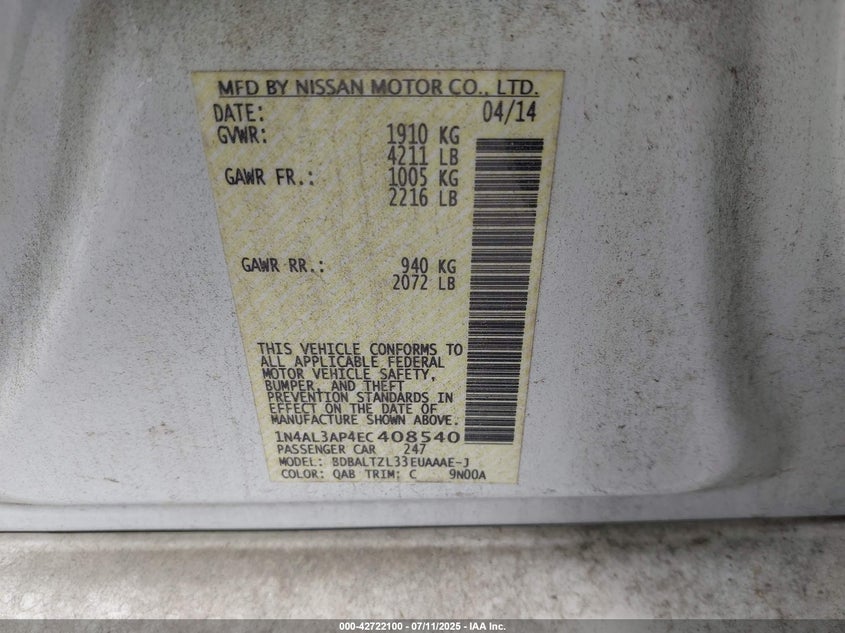 MFD BY NISSAN MOTOR CO., LTD.
DATE: 04/14
GVWR: 1910 KG
4211 LB
GAWR FR.: 1005 KG
2216 LB
GAWR RR.: 940 KG
2072 LB
THIS VEHICLE CONFORMS TO
ALL APPLICABLE FEDERAL
MOTOR VEHICLE SAFETY,
BUMPER, AND THEFT
PREVENTION STANDARDS IN
EFFECT ON THE DATE OF
MANUFACTURE SHOWN ABOVE.
1N4AL3AP4EC408540
PASSENGER CAR 247
MODEL: BDBALTZL33EUAAAE-J
COLOR: QAB TRIM: C 9N00A
000-42722100 - 07/11/2025 - IAA Inc.